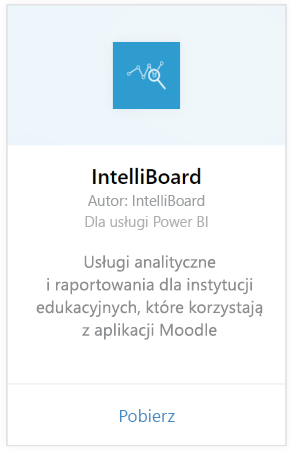 IntelliBoard
Autor: IntelliBoard
Dla usługi Power BI
Usługi analityczne
i raportowania dla instytucji
edukacyjnych, które korzystają
z aplikacji Moodle
Pobierz